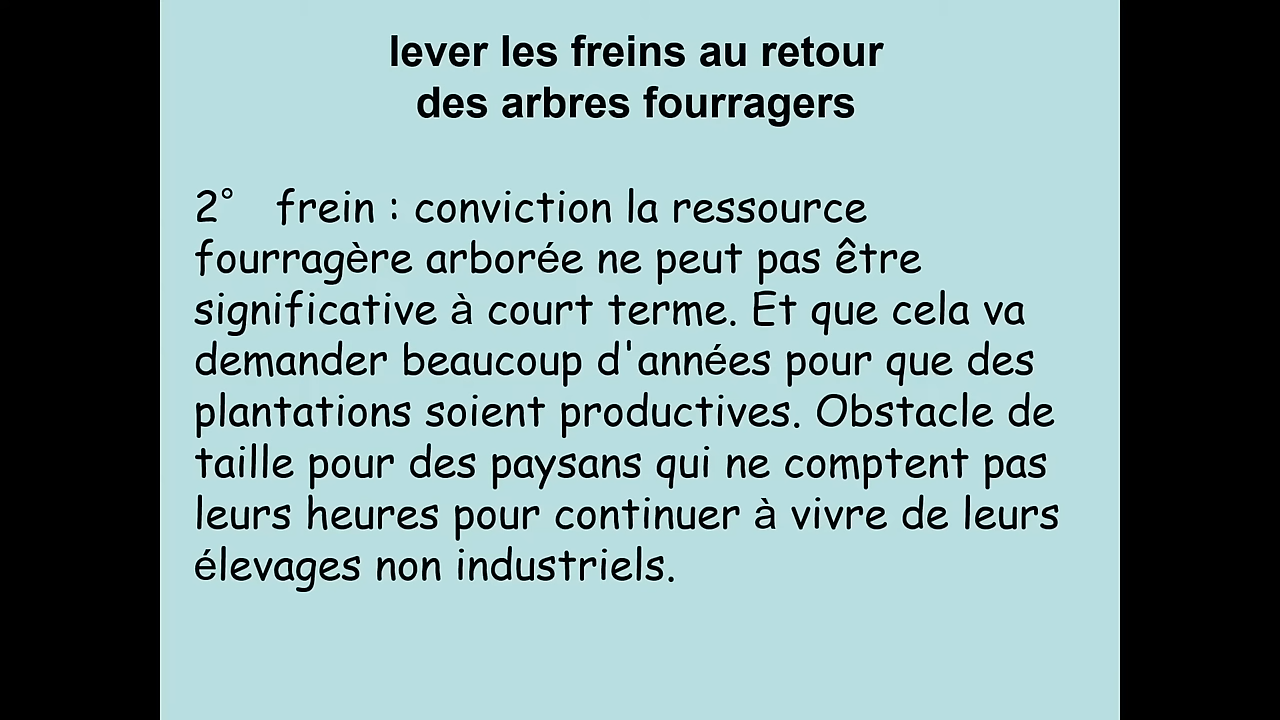 lever les freins au retour
des arbres fourragers
2° frein : conviction la ressource
fourragère arborée ne peut pas être
significative à court terme. Et que cela va
demander beaucoup d'années pour que des
plantations soient productives. Obstacle de
taille pour des paysans qui ne comptent pas
leurs heures pour continuer à vivre de leurs
élevages non industriels.